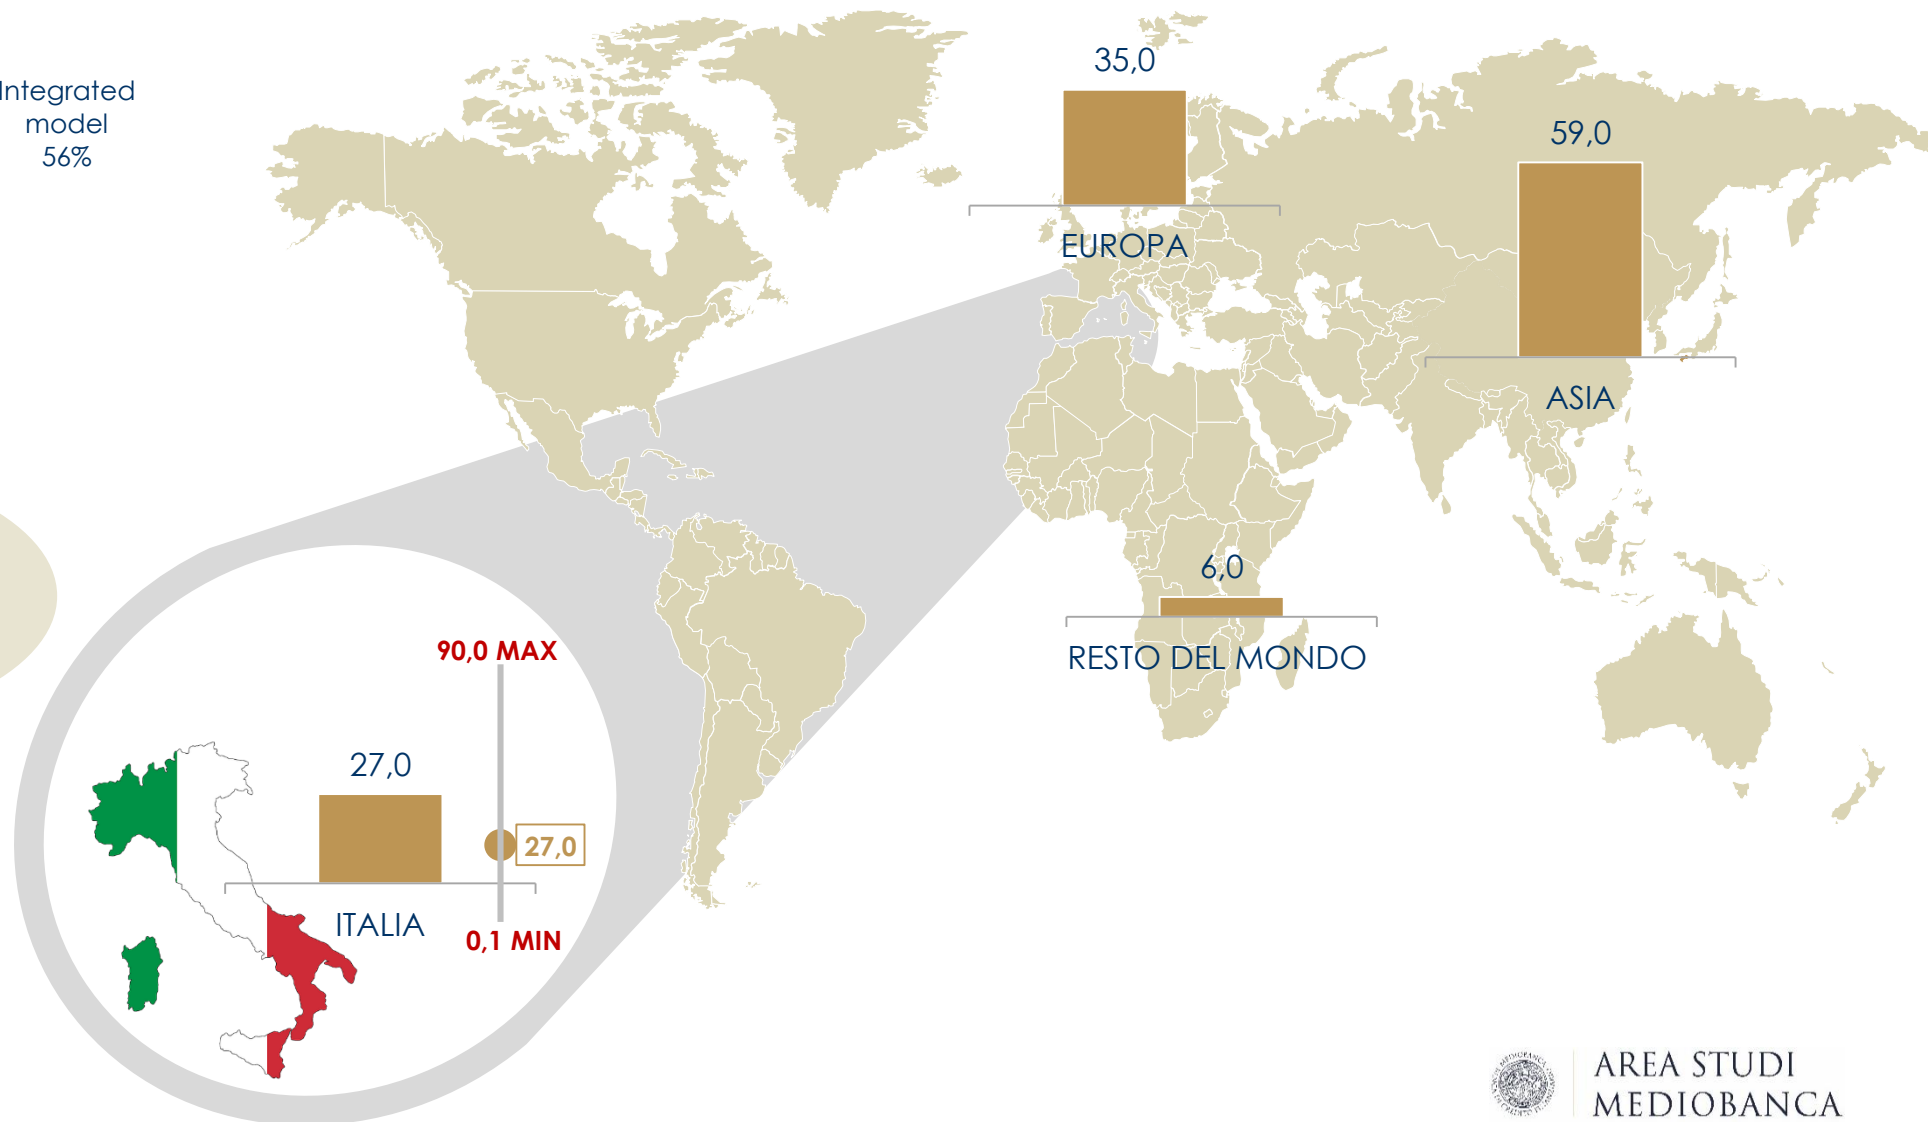 Integrated
model
56%
35,0
EUROPA
59,0
ASIA
6,0
RESTO DEL MONDO
90,0 MAX
27,0
27,0
ITALIA
0,1 MIN
AREA STUDI
MEDIOBANCA